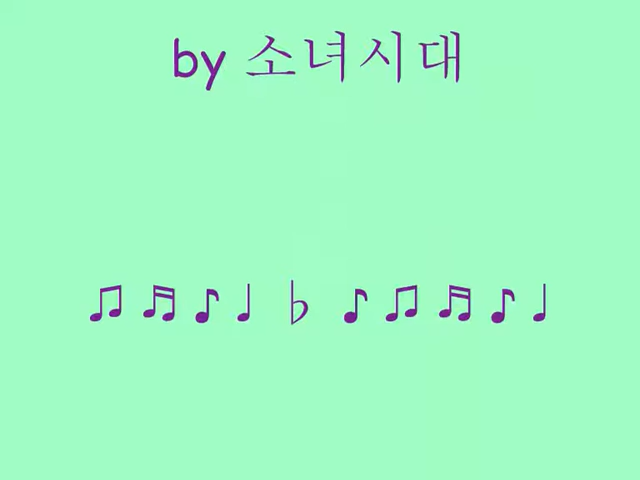 by 소녀시대
♫ ♬ ♪ ♩ ♭ ♪ ♫ ♬ ♪ ♩